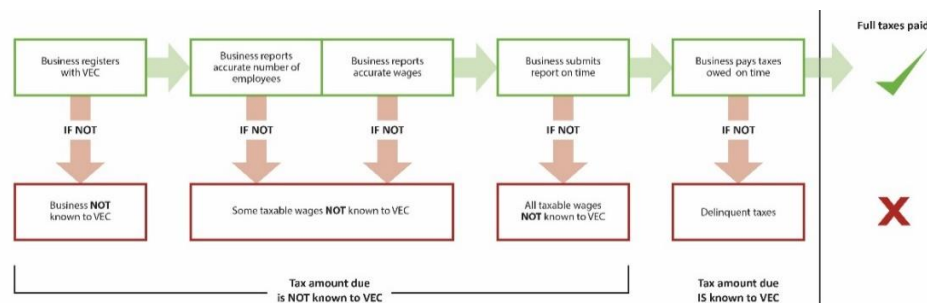 Full taxes paid
Business registers
with VEC
Business reports
accurate number of
employees
Business reports
accurate wages
Business submits
report on time
Business pays taxes
owed on time
IF NOT
IF NOT
IF NOT
IF NOT
IF NOT
Business NOT
known to VEC
Some taxable wages NOT known to VEC
All taxable wages
NOT known to VEC
Delinquent taxes
X
Tax amount due
is NOT known to VEC
Tax amount due
IS known to VEC